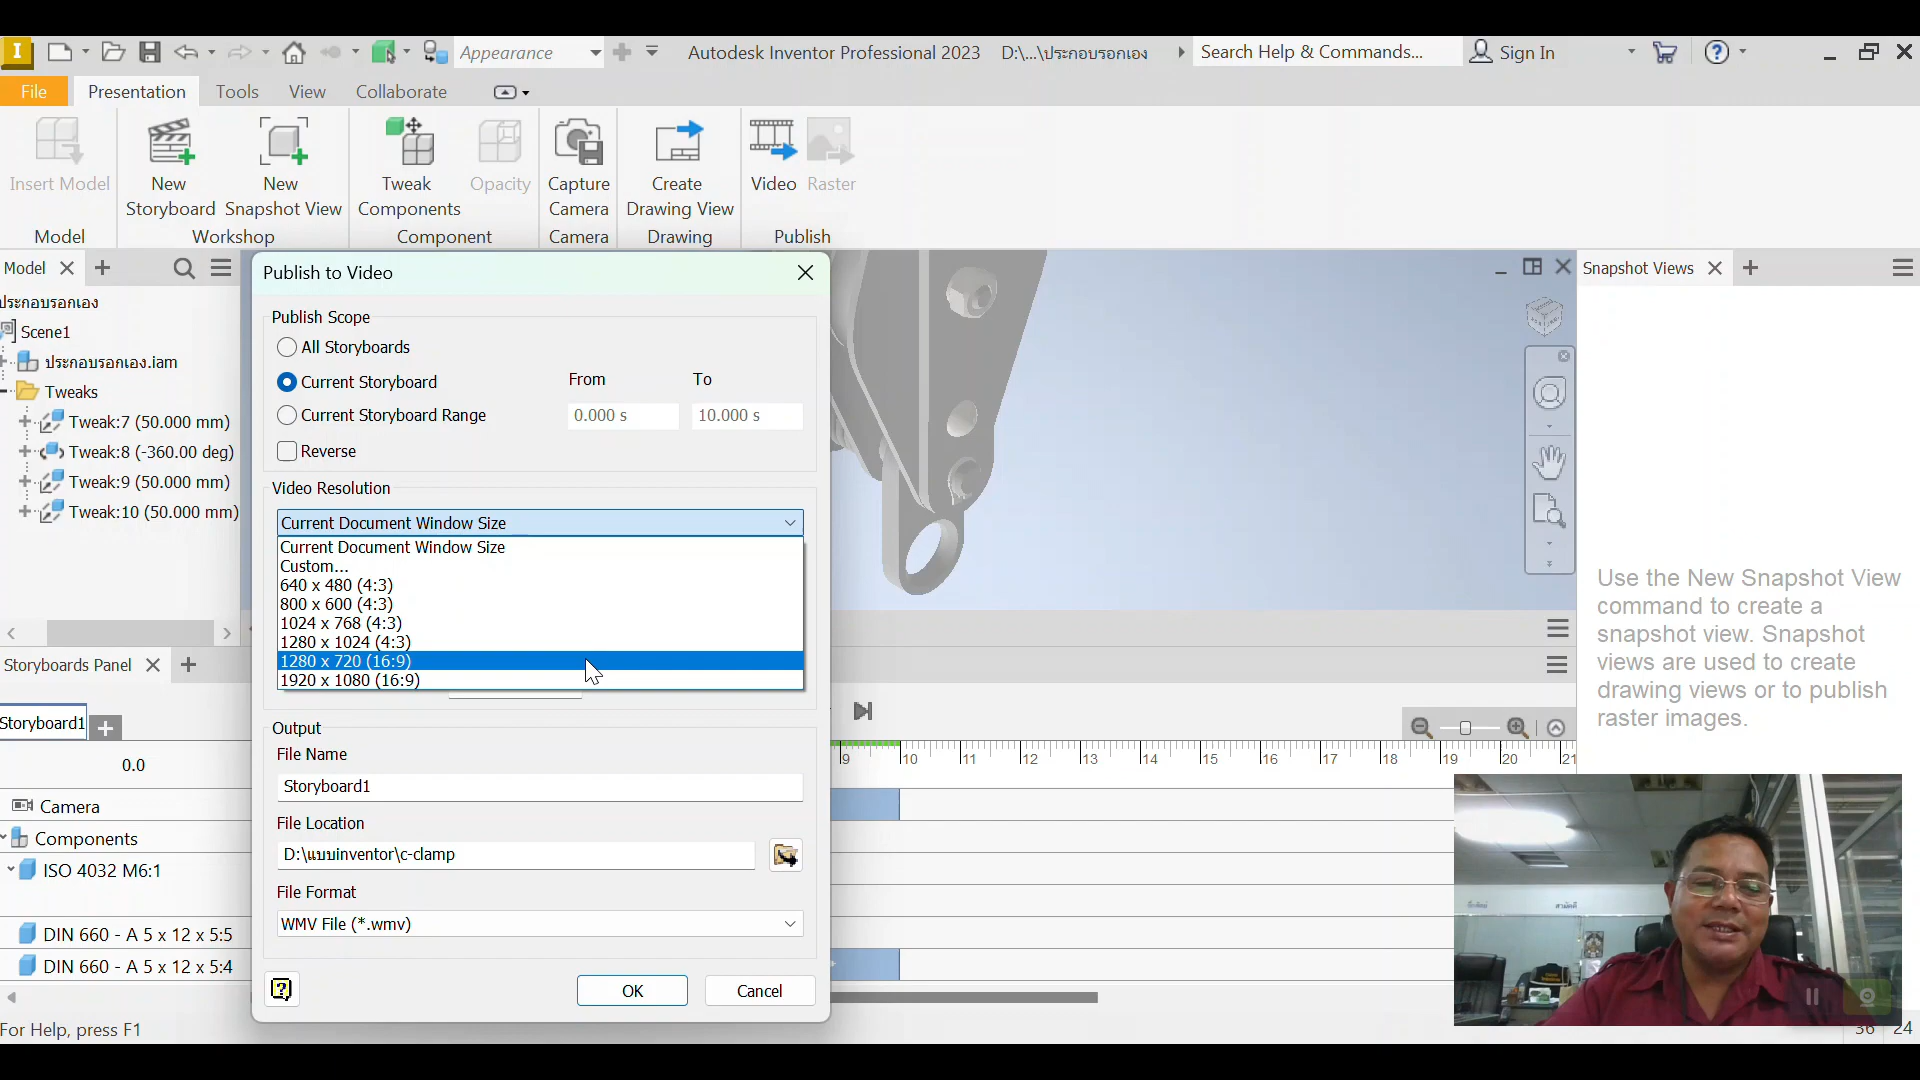 I
Appearance
Autodesk Inventor Professional 2023
D:\...\ประกอบรอกเอง
Search Help & Commands...
Sign In
File
Presentation
Tools
View
Collaborate
Insert Model
New Storyboard
New Snapshot View
Tweak Components
Opacity
Capture Camera
Create Drawing View
Video
Raster
Model
Workshop
Component
Camera
Drawing
Publish
Model
ประกอบรอกเอง
Scene1
ประกอบรอกเอง.iam
Tweaks
Tweak:7 (50.000 mm)
Tweak:8 (-360.00 deg)
Tweak:9 (50.000 mm)
Tweak:10 (50.000 mm)
Publish to Video
Publish Scope
All Storyboards
Current Storyboard
From
To
Current Storyboard Range
0.000 s
10.000 s
Reverse
Video Resolution
Current Document Window Size
Current Document Window Size
Custom...
640 x 480 (4:3)
800 x 600 (4:3)
1024 x 768 (4:3)
1280 x 1024 (4:3)
1280 x 720 (16:9)
1920 x 1080 (16:9)
Output
File Name
Storyboard1
File Location
D:\แบบinventor\c-clamp
File Format
WMV File (*.wmv)
OK
Cancel
Snapshot Views
Use the New Snapshot View
command to create a
snapshot view. Snapshot
views are used to create
drawing views or to publish
raster images.
Storyboards Panel
Storyboard1
0.0
9 10 11 12 13 14 15 16 17 18 19 20 21
Camera
Components
ISO 4032 M6:1
DIN 660 - A 5 x 12 x 5:5
DIN 660 - A 5 x 12 x 5:4
For Help, press F1
36 24